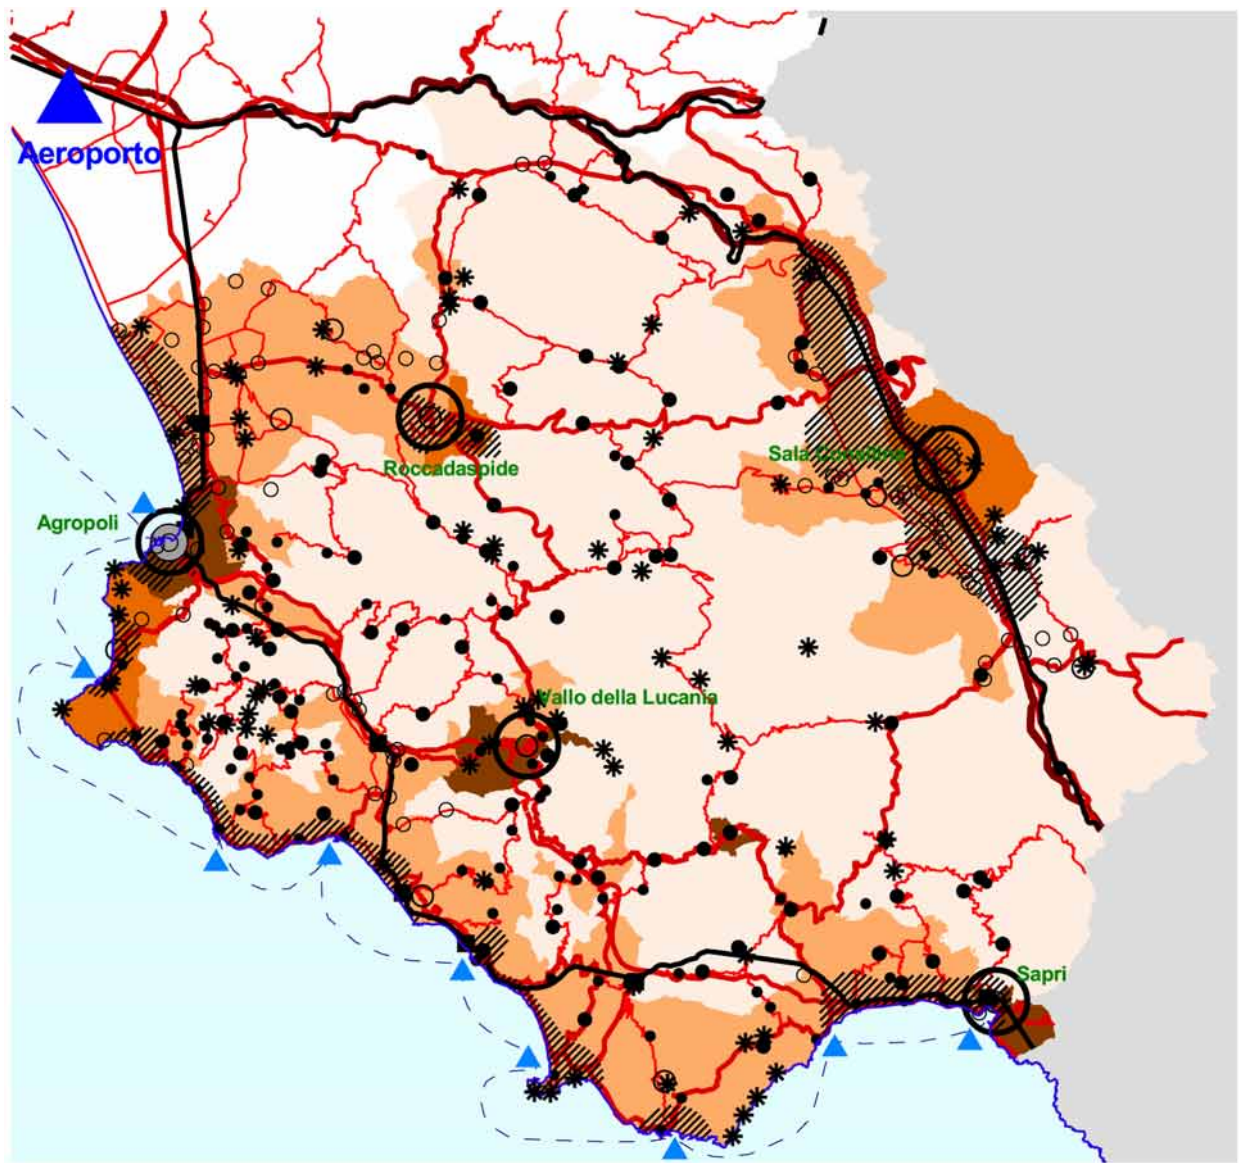 Aeroporto
Roccadaspide
Sala Consilina
Agropoli
Vallo della Lucania
Sapri